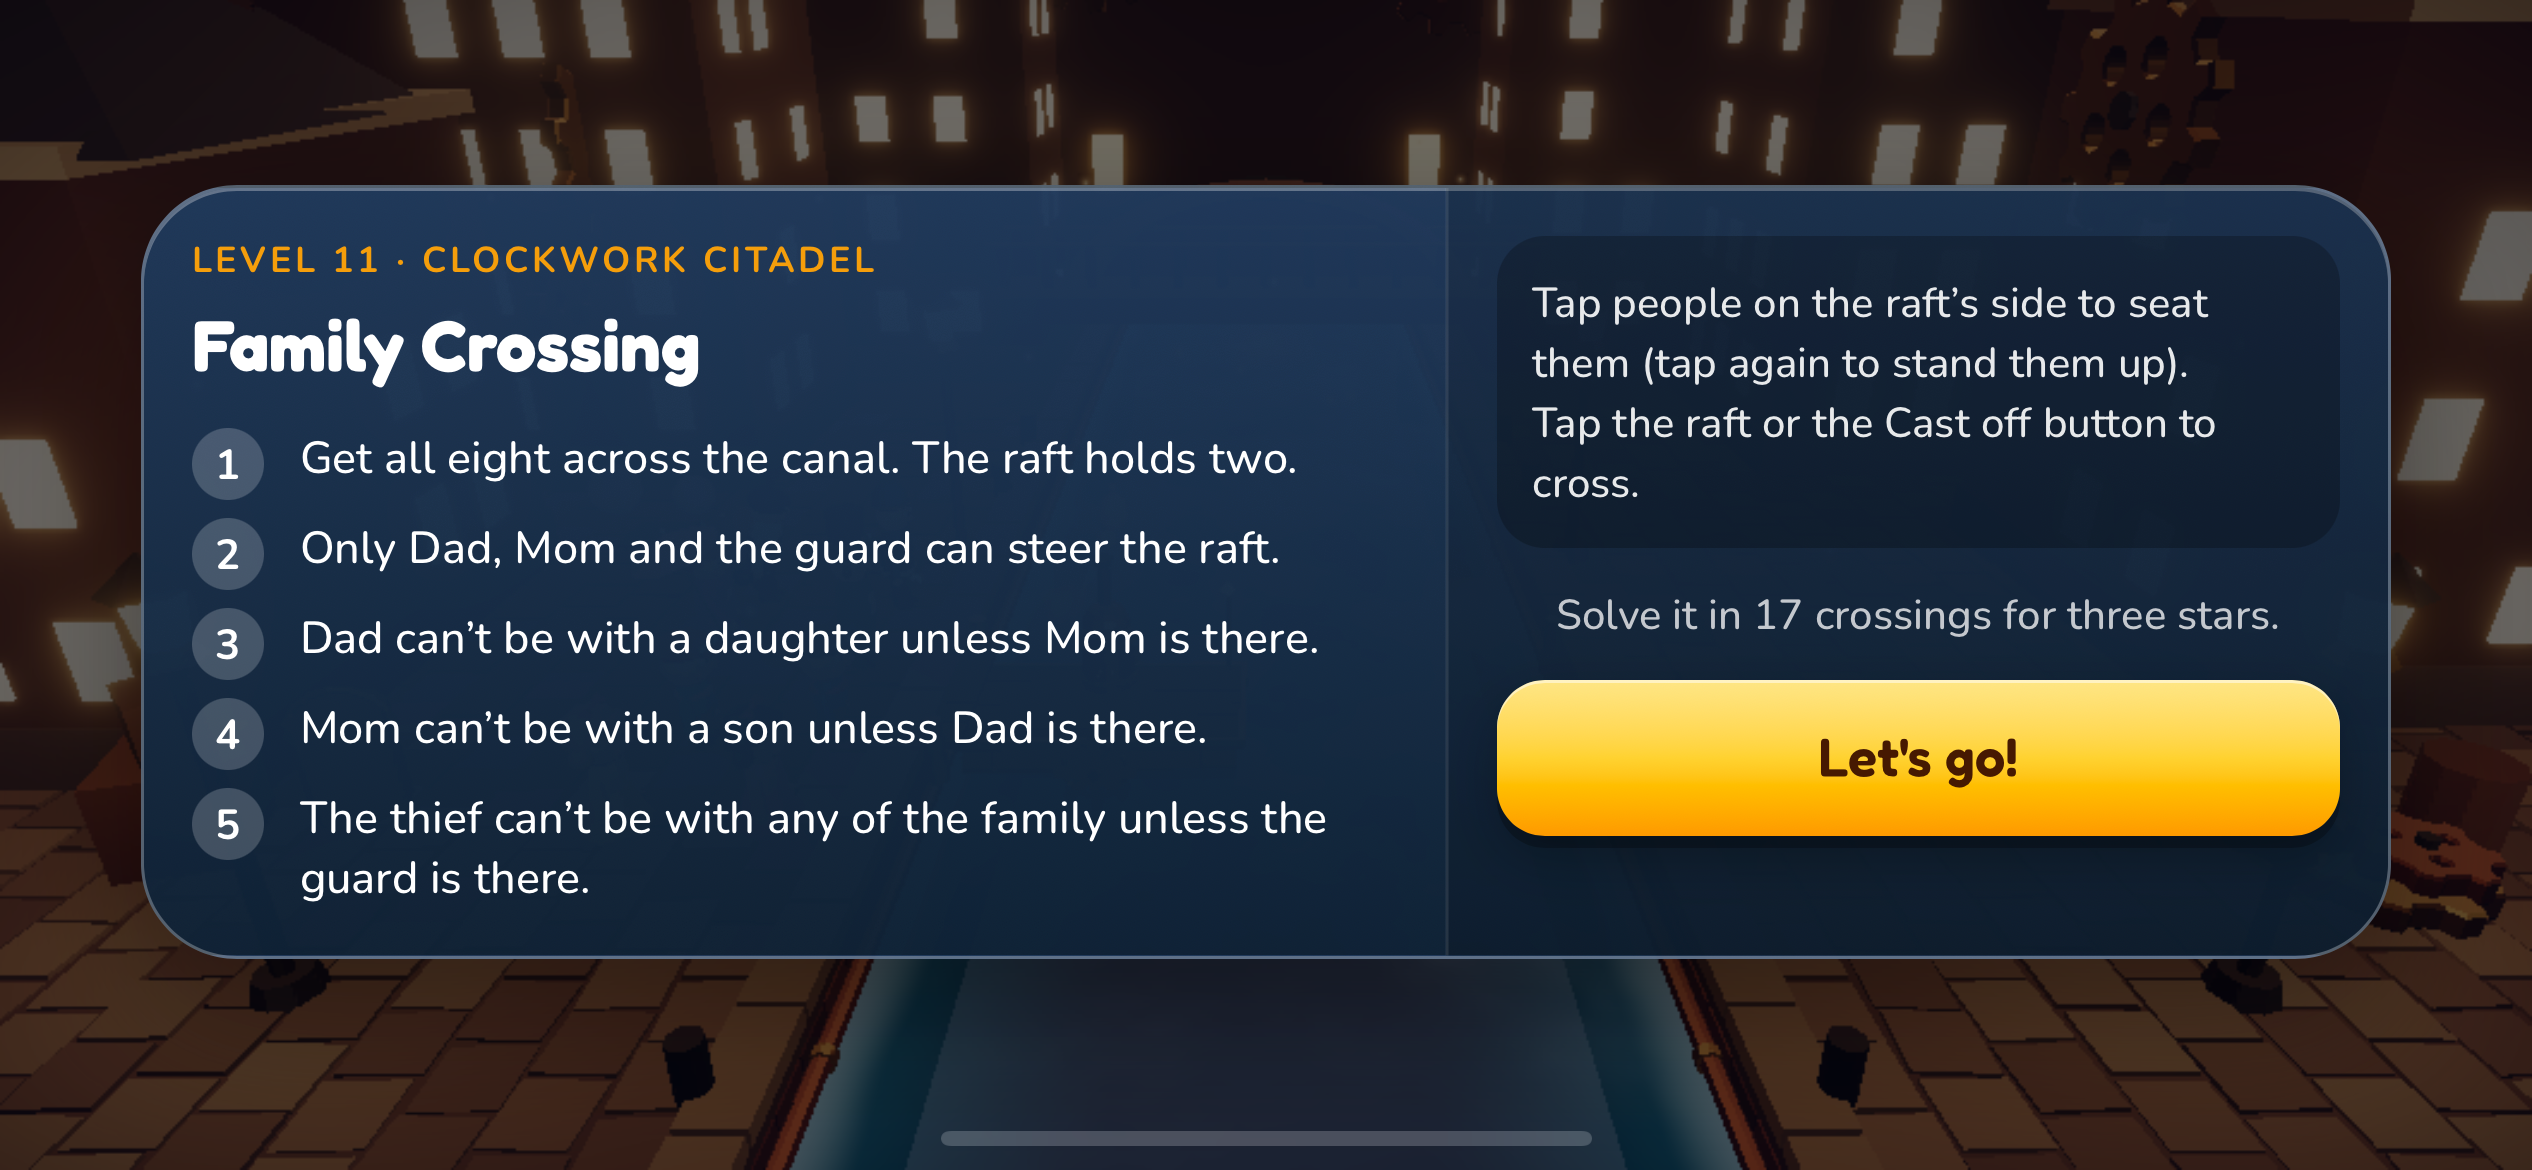 LEVEL 11 · CLOCKWORK CITADEL
Family Crossing
1 Get all eight across the canal. The raft holds two.
2 Only Dad, Mom and the guard can steer the raft.
3 Dad can’t be with a daughter unless Mom is there.
4 Mom can’t be with a son unless Dad is there.
5 The thief can’t be with any of the family unless the
guard is there.
Tap people on the raft’s side to seat
them (tap again to stand them up).
Tap the raft or the Cast off button to
cross.
Solve it in 17 crossings for three stars.
Let's go!